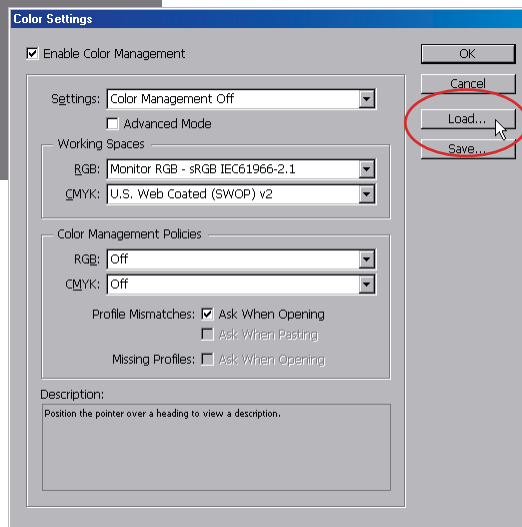 Color Settings
Enable Color Management
OK
Cancel
Load...
Save...
Settings: Color Management Off
Advanced Mode
Working Spaces
RGB: Monitor RGB - sRGB IEC61966-2.1
CMYK: U.S. Web Coated (SWOP) v2
Color Management Policies
RGB: Off
CMYK: Off
Profile Mismatches: Ask When Opening
Ask When Pasting
Missing Profiles: Ask When Opening
Description:
Position the pointer over a heading to view a description.